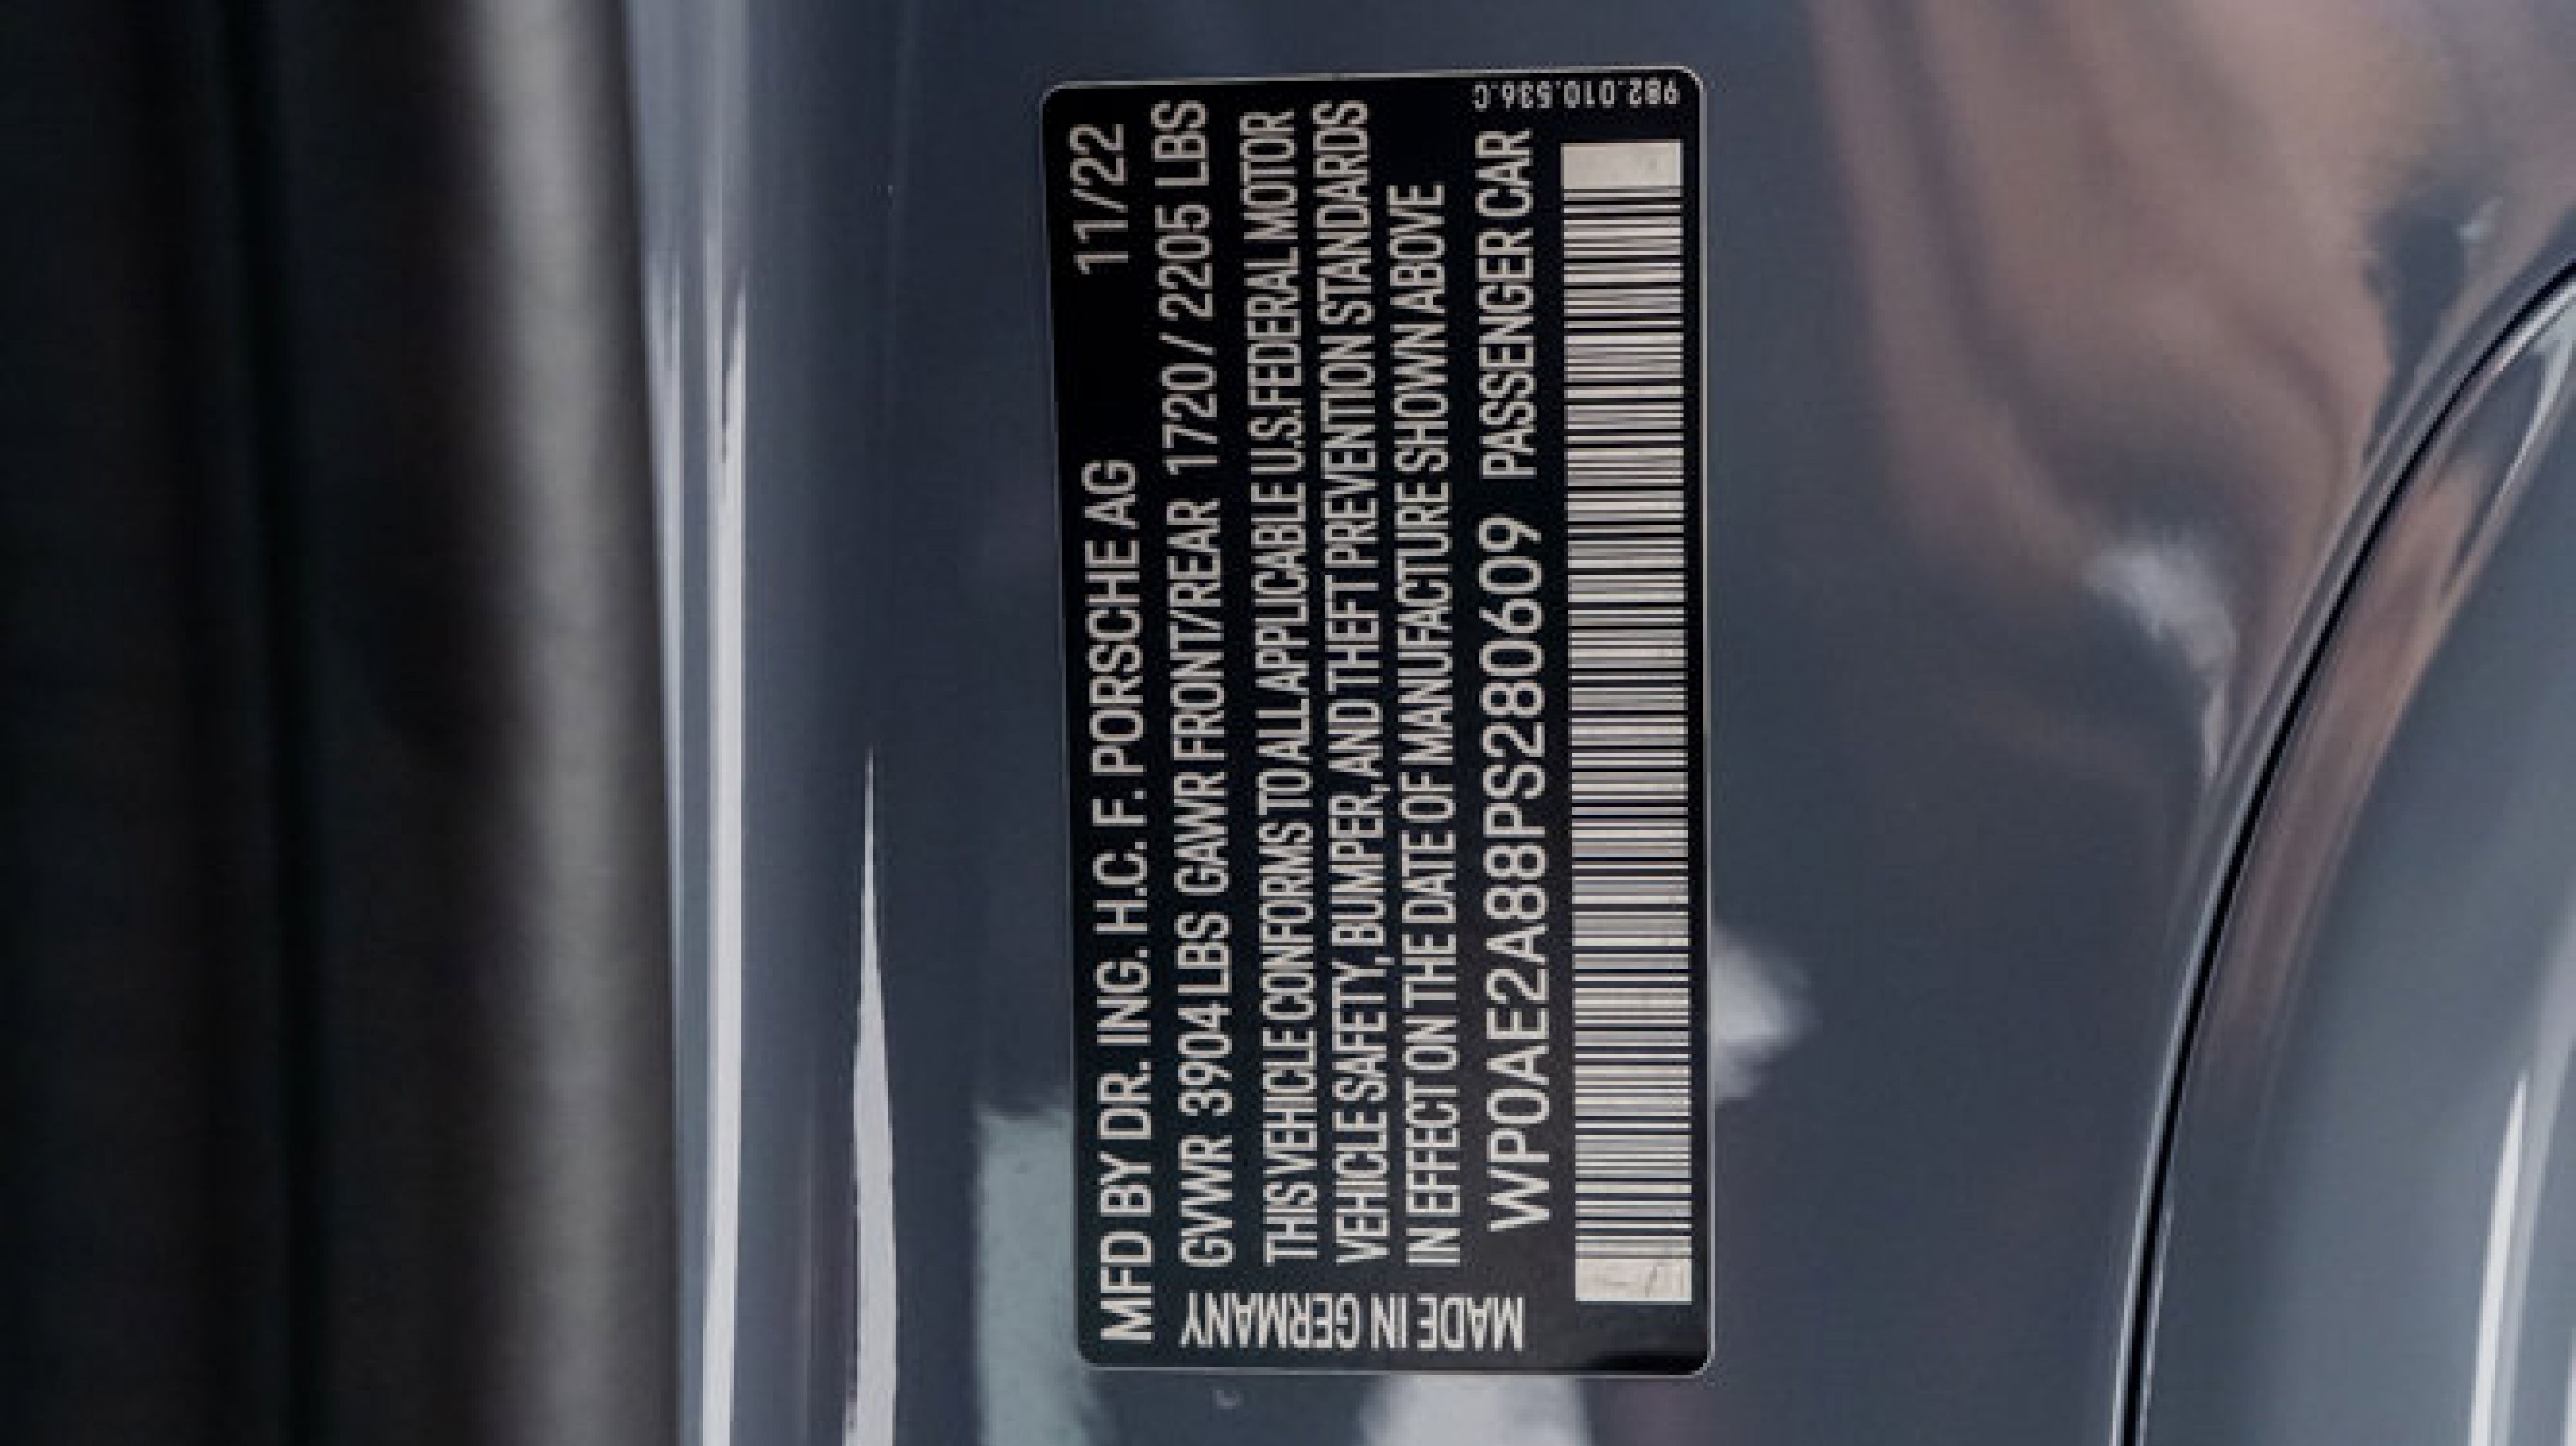 MFD BY DR. ING. H.C. F. PORSCHE AG 11/22
GVWR 3904 LBS GAWR FRONT/REAR 1720 / 2205 LBS
THIS VEHICLE CONFORMS TO ALL APPLICABLE U.S.FEDERAL MOTOR
VEHICLE SAFETY, BUMPER, AND THEFT PREVENTION STANDARDS
IN EFFECT ON THE DATE OF MANUFACTURE SHOWN ABOVE
WP0AE2A88PS280609 PASSENGER CAR
MADE IN GERMANY
982.010.536.C